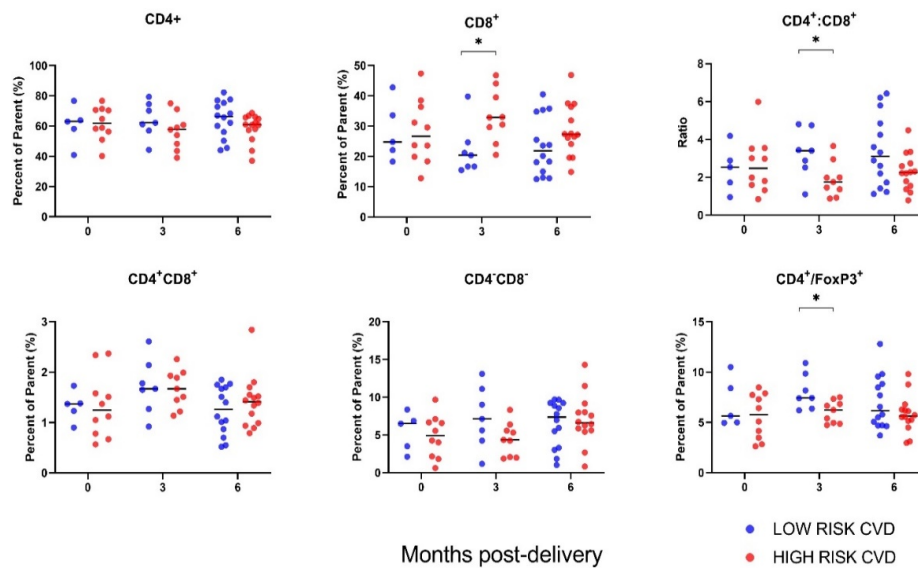 CD4+
CD8+
CD4+:CD8+
*
*
Percent of Parent (%)
100
80
60
40
20
0
0 3 6
Percent of Parent (%)
50
40
30
20
10
0
0 3 6
Ratio
6
4
2
0
0 3 6
CD4+CD8+
CD4-CD8-
CD4+/FoxP3+
*
Percent of Parent (%)
3
2
1
0
0 3 6
Percent of Parent (%)
20
15
10
5
0
0 3 6
Percent of Parent (%)
15
10
5
0
0 3 6
Months post-delivery
LOW RISK CVD
HIGH RISK CVD